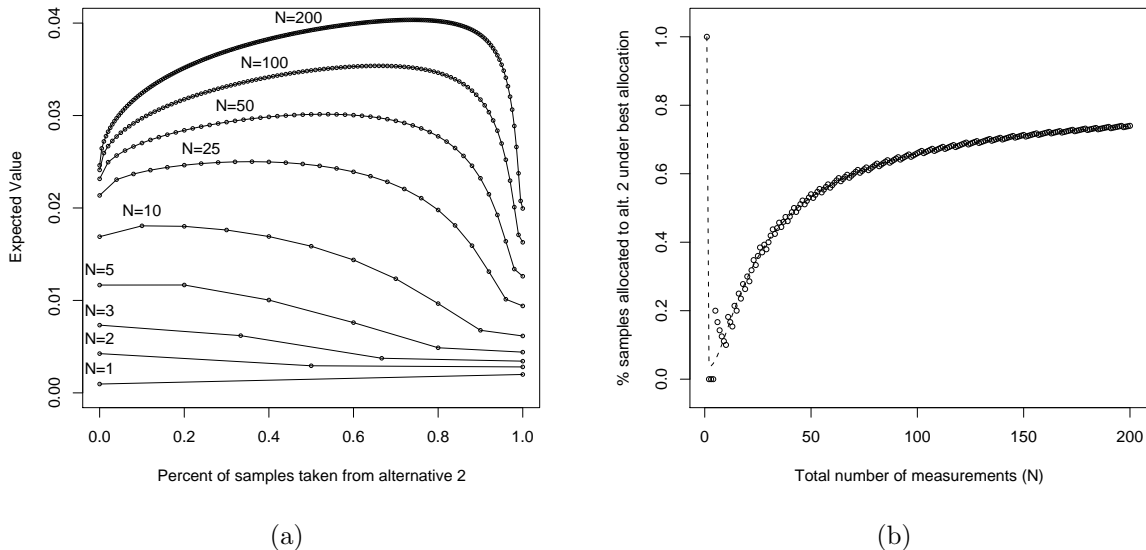 N=200
N=100
N=50
N=25
N=10
N=5
N=3
N=2
N=1
Expected Value
0.00
0.01
0.02
0.03
0.04
0.0 0.2 0.4 0.6 0.8 1.0
Percent of samples taken from alternative 2
(a)
% samples allocated to alt. 2 under best allocation
0.0
0.2
0.4
0.6
0.8
1.0
0 50 100 150 200
Total number of measurements (N)
(b)